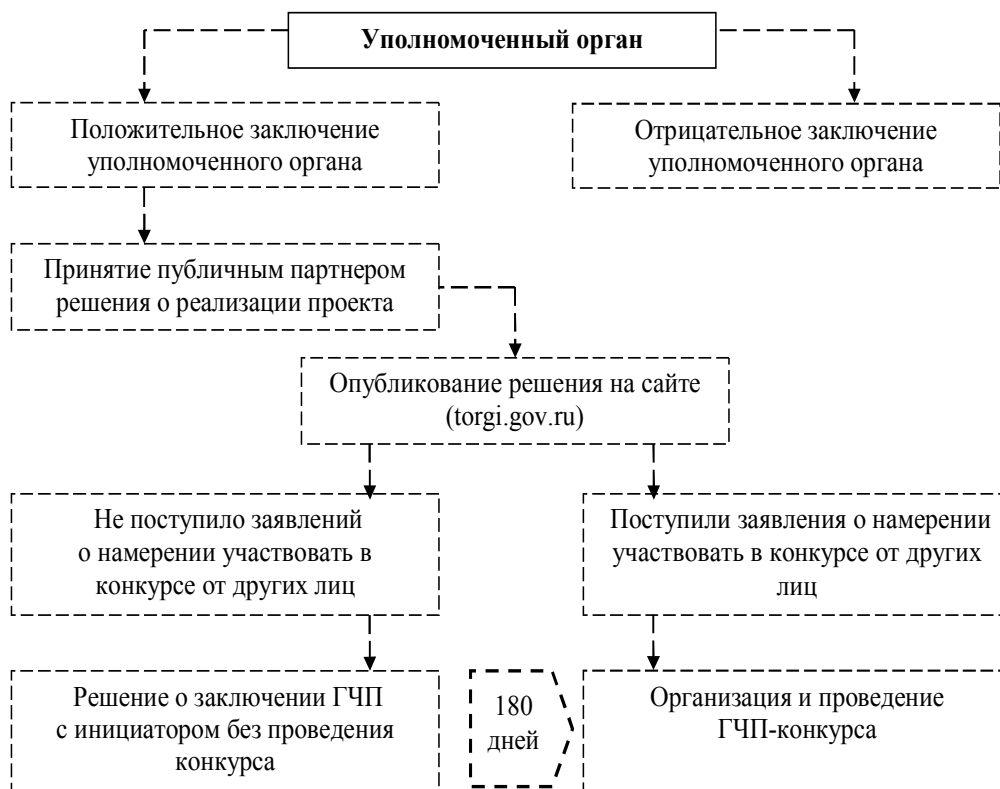 Уполномоченный орган
Положительное заключение
уполномоченного органа
Отрицательное заключение
уполномоченного органа
Принятие публичным партнером
решения о реализации проекта
Опубликование решения на сайте
(torgi.gov.ru)
Не поступило заявлений
о намерении участвовать в
конкурсе от других лиц
Поступили заявления о намерении
участвовать в конкурсе от других
лиц
Решение о заключении ГЧП
с инициатором без проведения
конкурса
180
дней
Организация и проведение
ГЧП-конкурса